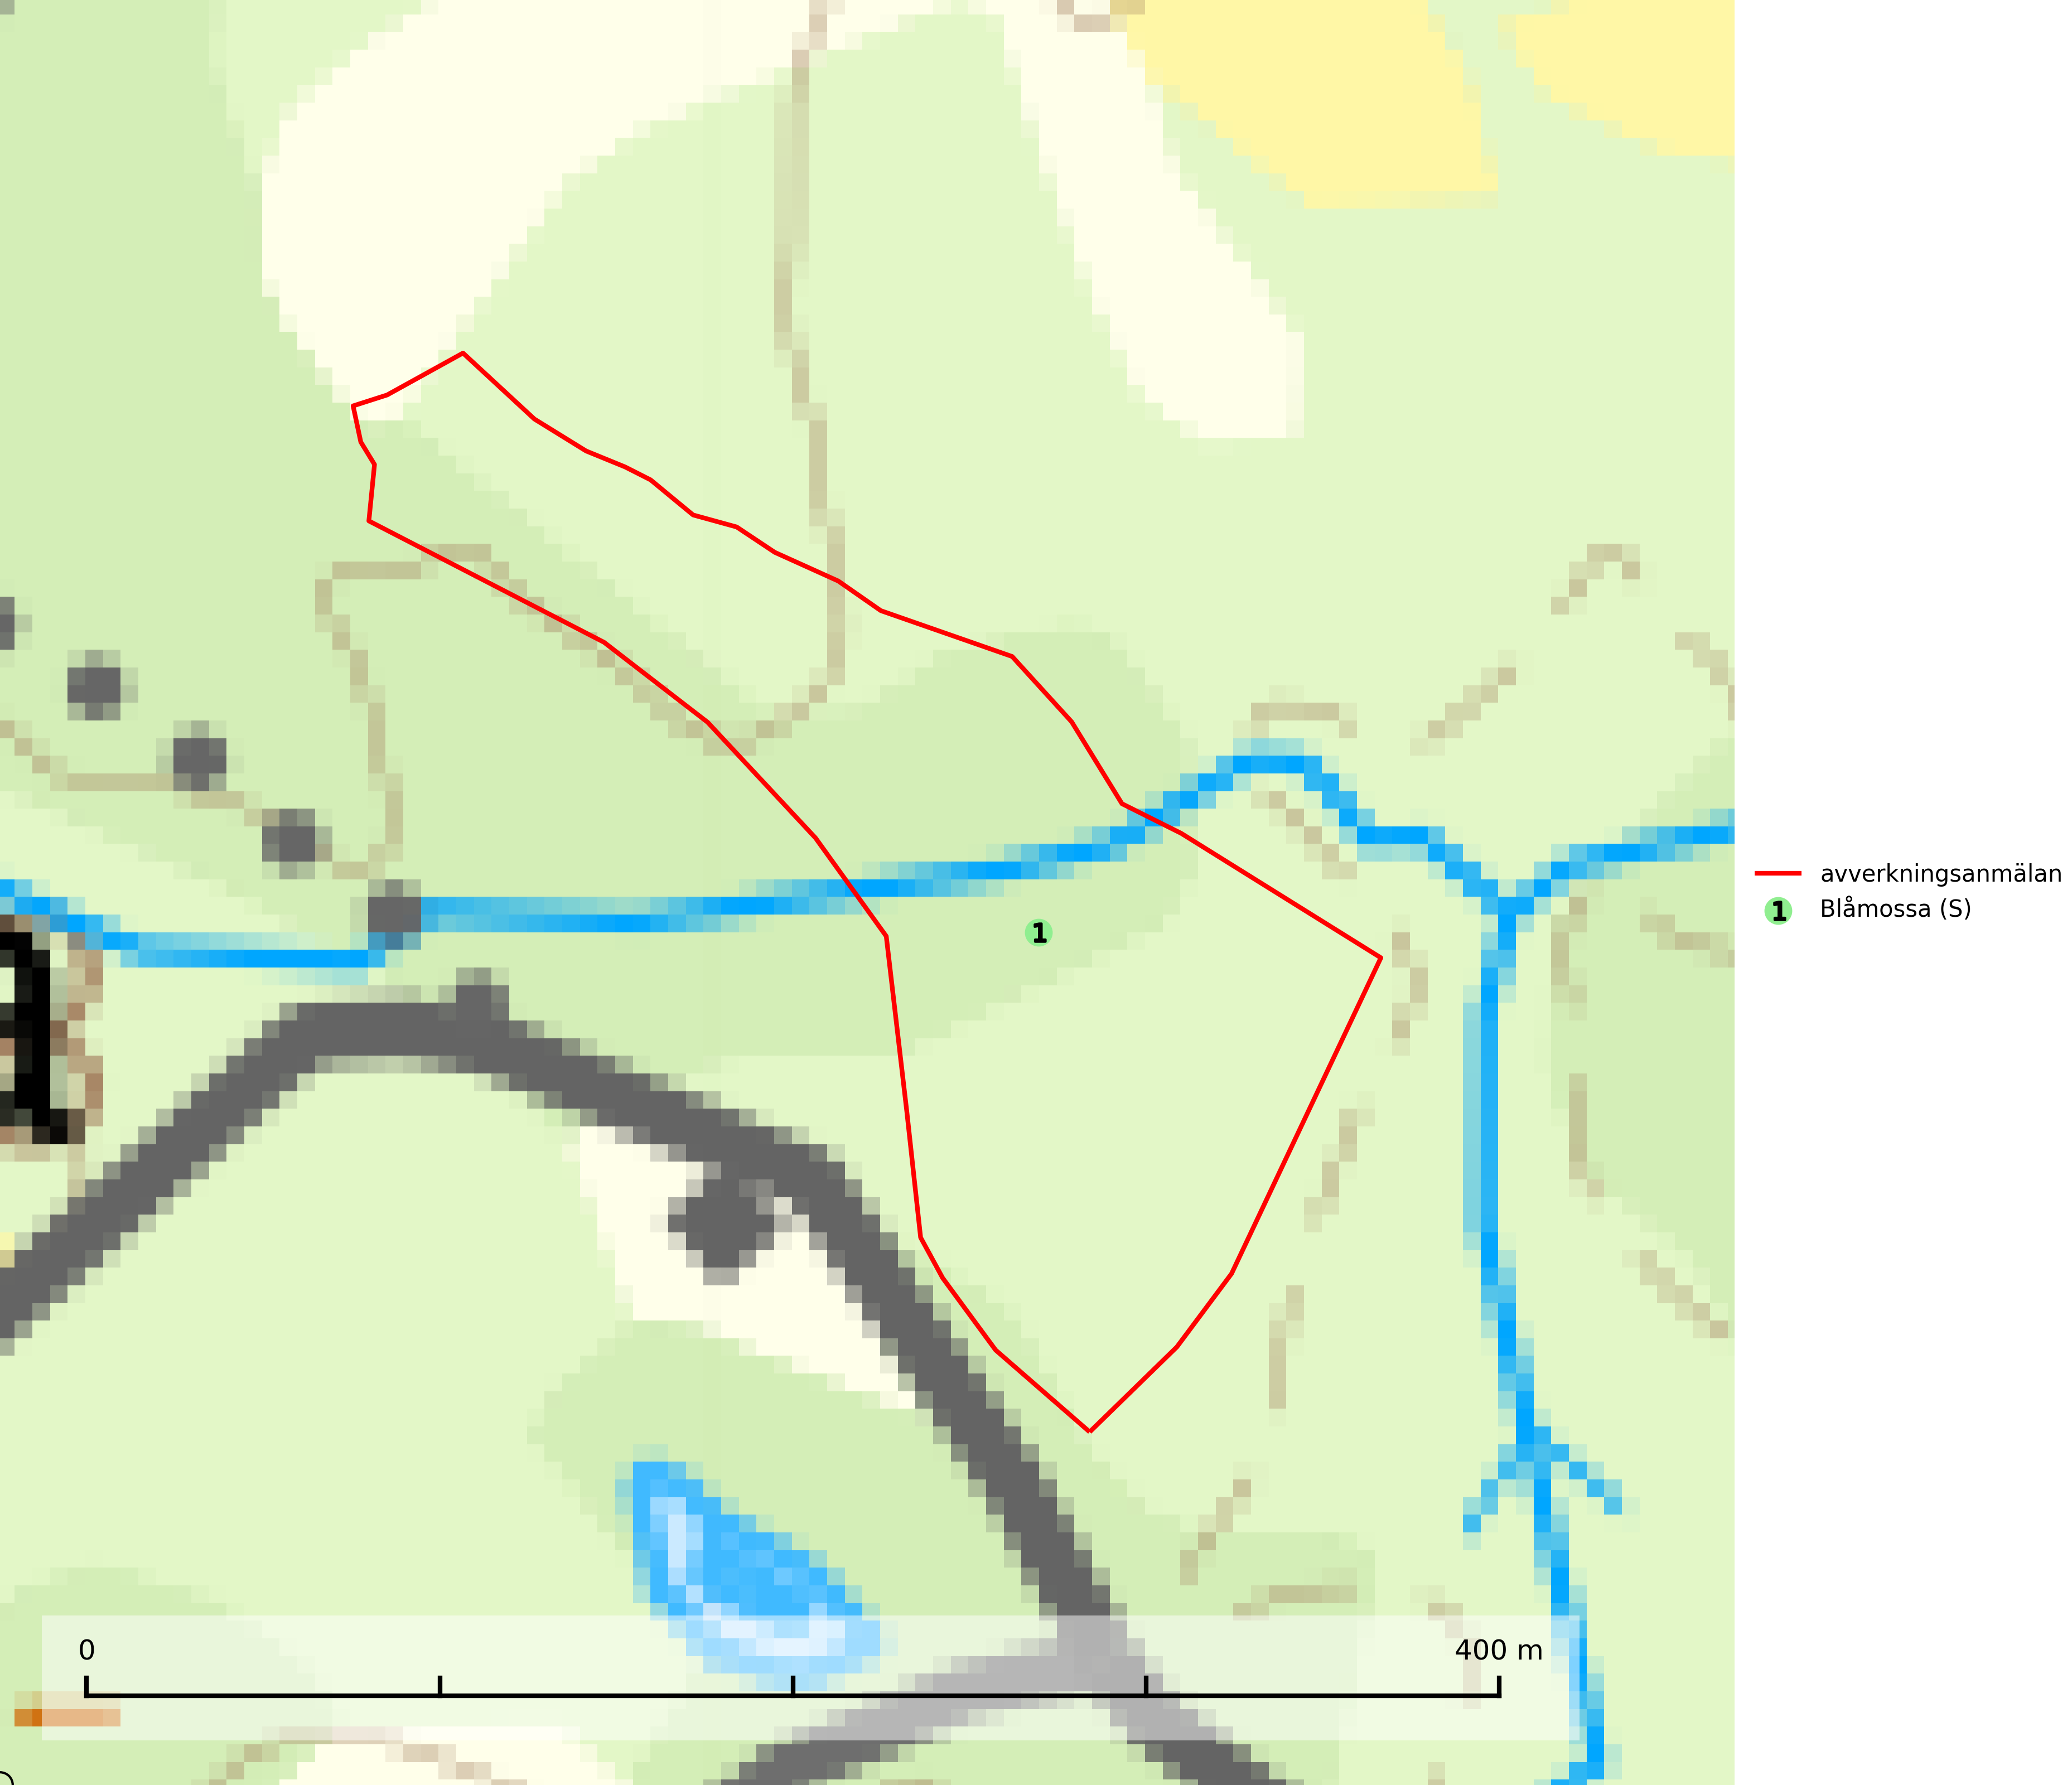 1
avverkningsanmälan
1 Blåmossa (S)
0 400 m